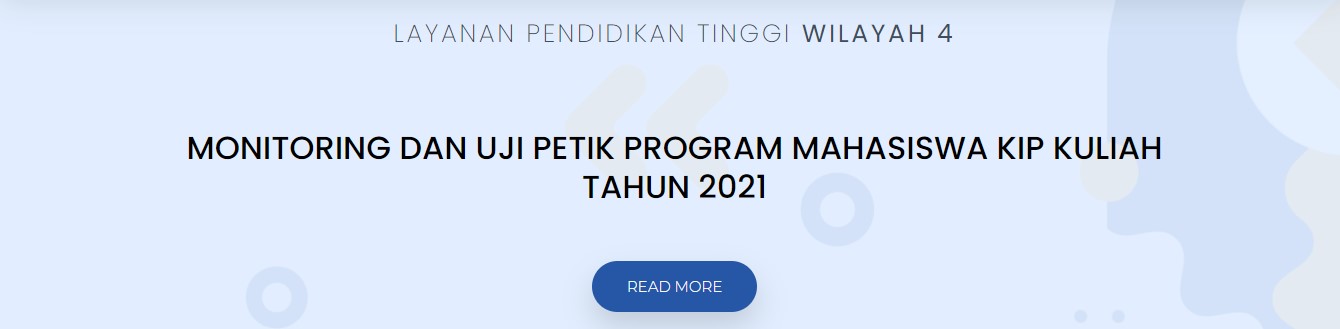 LAYANAN PENDIDIKAN TINGGI WILAYAH 4
MONITORING DAN UJI PETIK PROGRAM MAHASISWA KIP KULIAH
TAHUN 2021
READ MORE